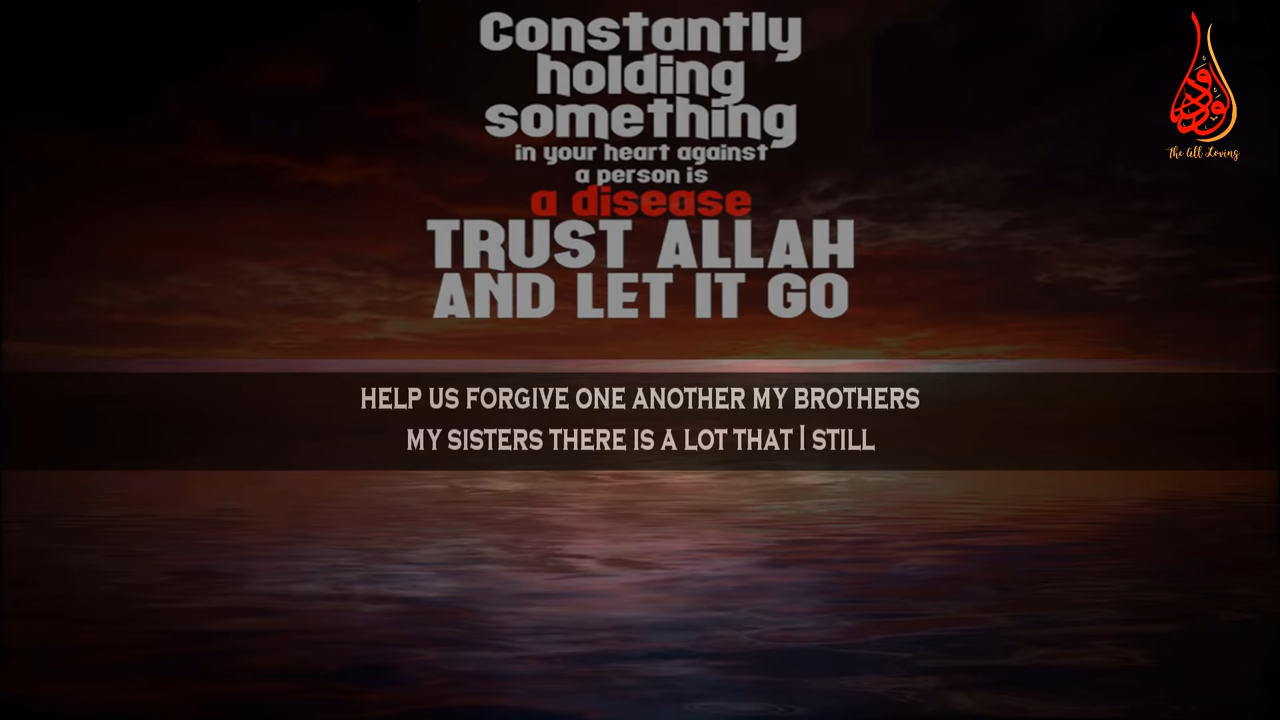 Constantly
holding
something
in your heart against
a person is
a disease
TRUST ALLAH
AND LET IT GO
The All Loving
HELP US FORGIVE ONE ANOTHER MY BROTHERS
MY SISTERS THERE IS A LOT THAT I STILL